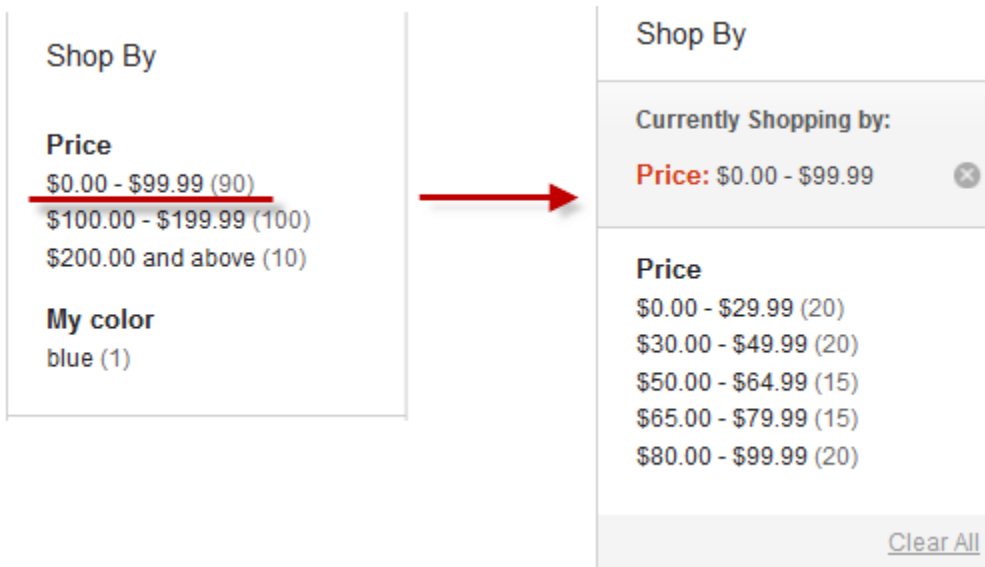 Shop By
Price
$0.00 - $99.99 (90)
$100.00 - $199.99 (100)
$200.00 and above (10)
My color
blue (1)
Shop By
Currently Shopping by:
Price: $0.00 - $99.99
Price
$0.00 - $29.99 (20)
$30.00 - $49.99 (20)
$50.00 - $64.99 (15)
$65.00 - $79.99 (15)
$80.00 - $99.99 (20)
Clear All